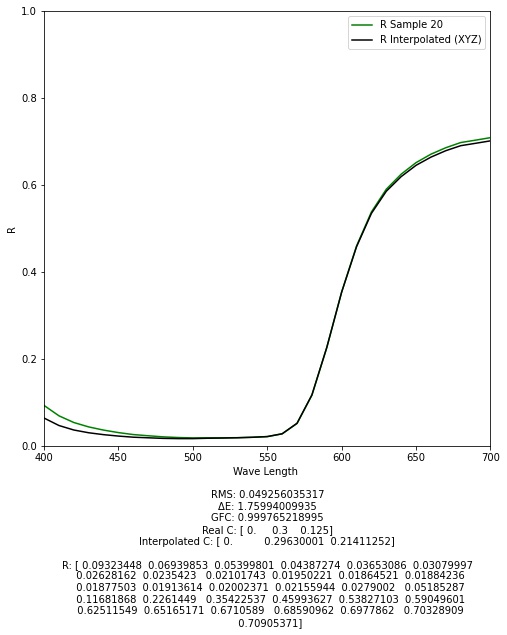 1.0
0.8
0.6
0.4
0.2
0.0
R
R Sample 20
R Interpolated (XYZ)
400 450 500 550 600 650 700
Wave Length
RMS: 0.049256035317
ΔE: 1.75994009935
GFC: 0.999765218995
Real C: [ 0. 0.3 0.125]
Interpolated C: [ 0. 0.29630001 0.21411252]
R: [ 0.09323448 0.06939853 0.05399801 0.04387274 0.03653086 0.03079997
0.02628162 0.0235423 0.02101743 0.01950221 0.01864521 0.01884236
0.01877503 0.01913614 0.02002371 0.02155944 0.0279002 0.05185287
0.11681868 0.2261449 0.35422537 0.45993627 0.53827103 0.59049601
0.62511549 0.65165171 0.6710589 0.68590962 0.6977862 0.70328909
0.70905371]